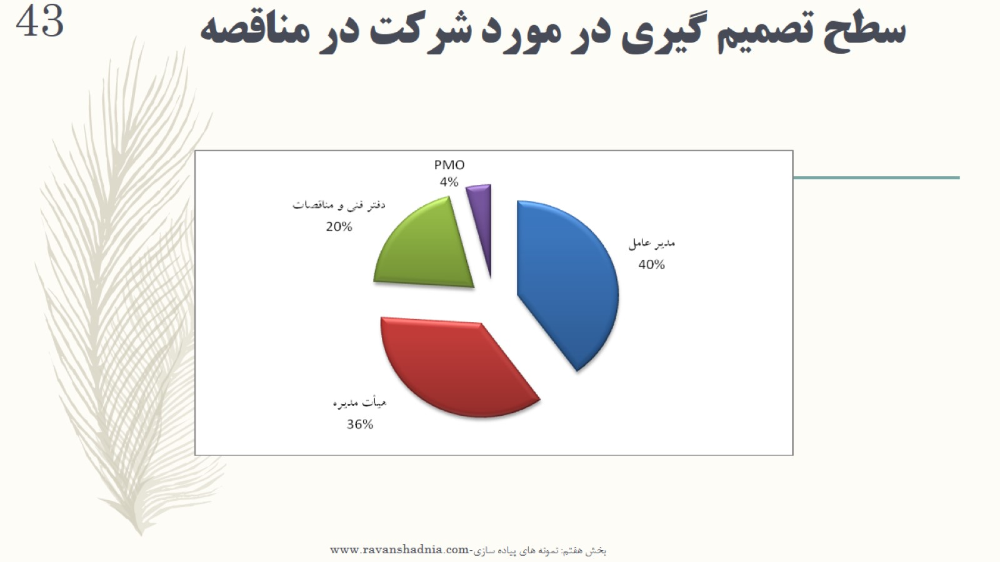 43
سطح تصمیم گیری در مورد شرکت در مناقصه
PMO
4%
دفتر فنی و مناقصات
20%
مدیر عامل
40%
هیأت مدیره
36%
بخش هفتم: نمونه های پیاده سازی-www.ravanshadnia.com